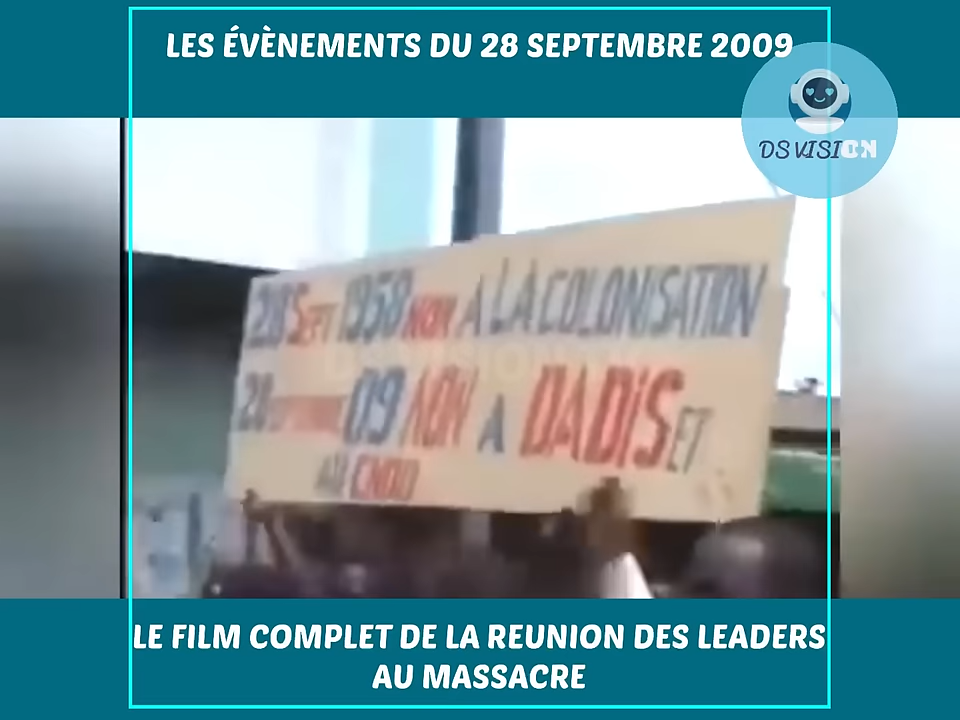 LES ÉVÈNEMENTS DU 28 SEPTEMBRE 2009
DS VISION
28 SEPT 1958 NON A LA COLONISATION
28 SEPTEMBRE 09 NON A DADIS ET
AU CNDD
LE FILM COMPLET DE LA REUNION DES LEADERS
AU MASSACRE